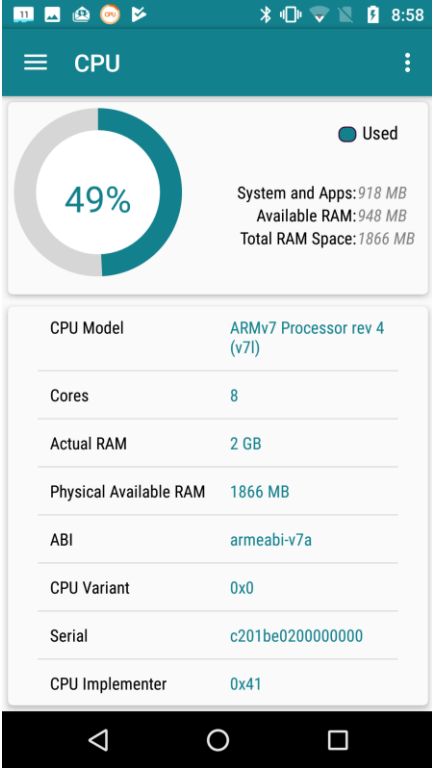 11 CPU 8:58
CPU
Used
49%
System and Apps: 918 MB
Available RAM: 948 MB
Total RAM Space: 1866 MB
CPU Model ARMv7 Processor rev 4
(v7l)
Cores 8
Actual RAM 2 GB
Physical Available RAM 1866 MB
ABI armeabi-v7a
CPU Variant 0x0
Serial c201be0200000000
CPU Implementer 0x41